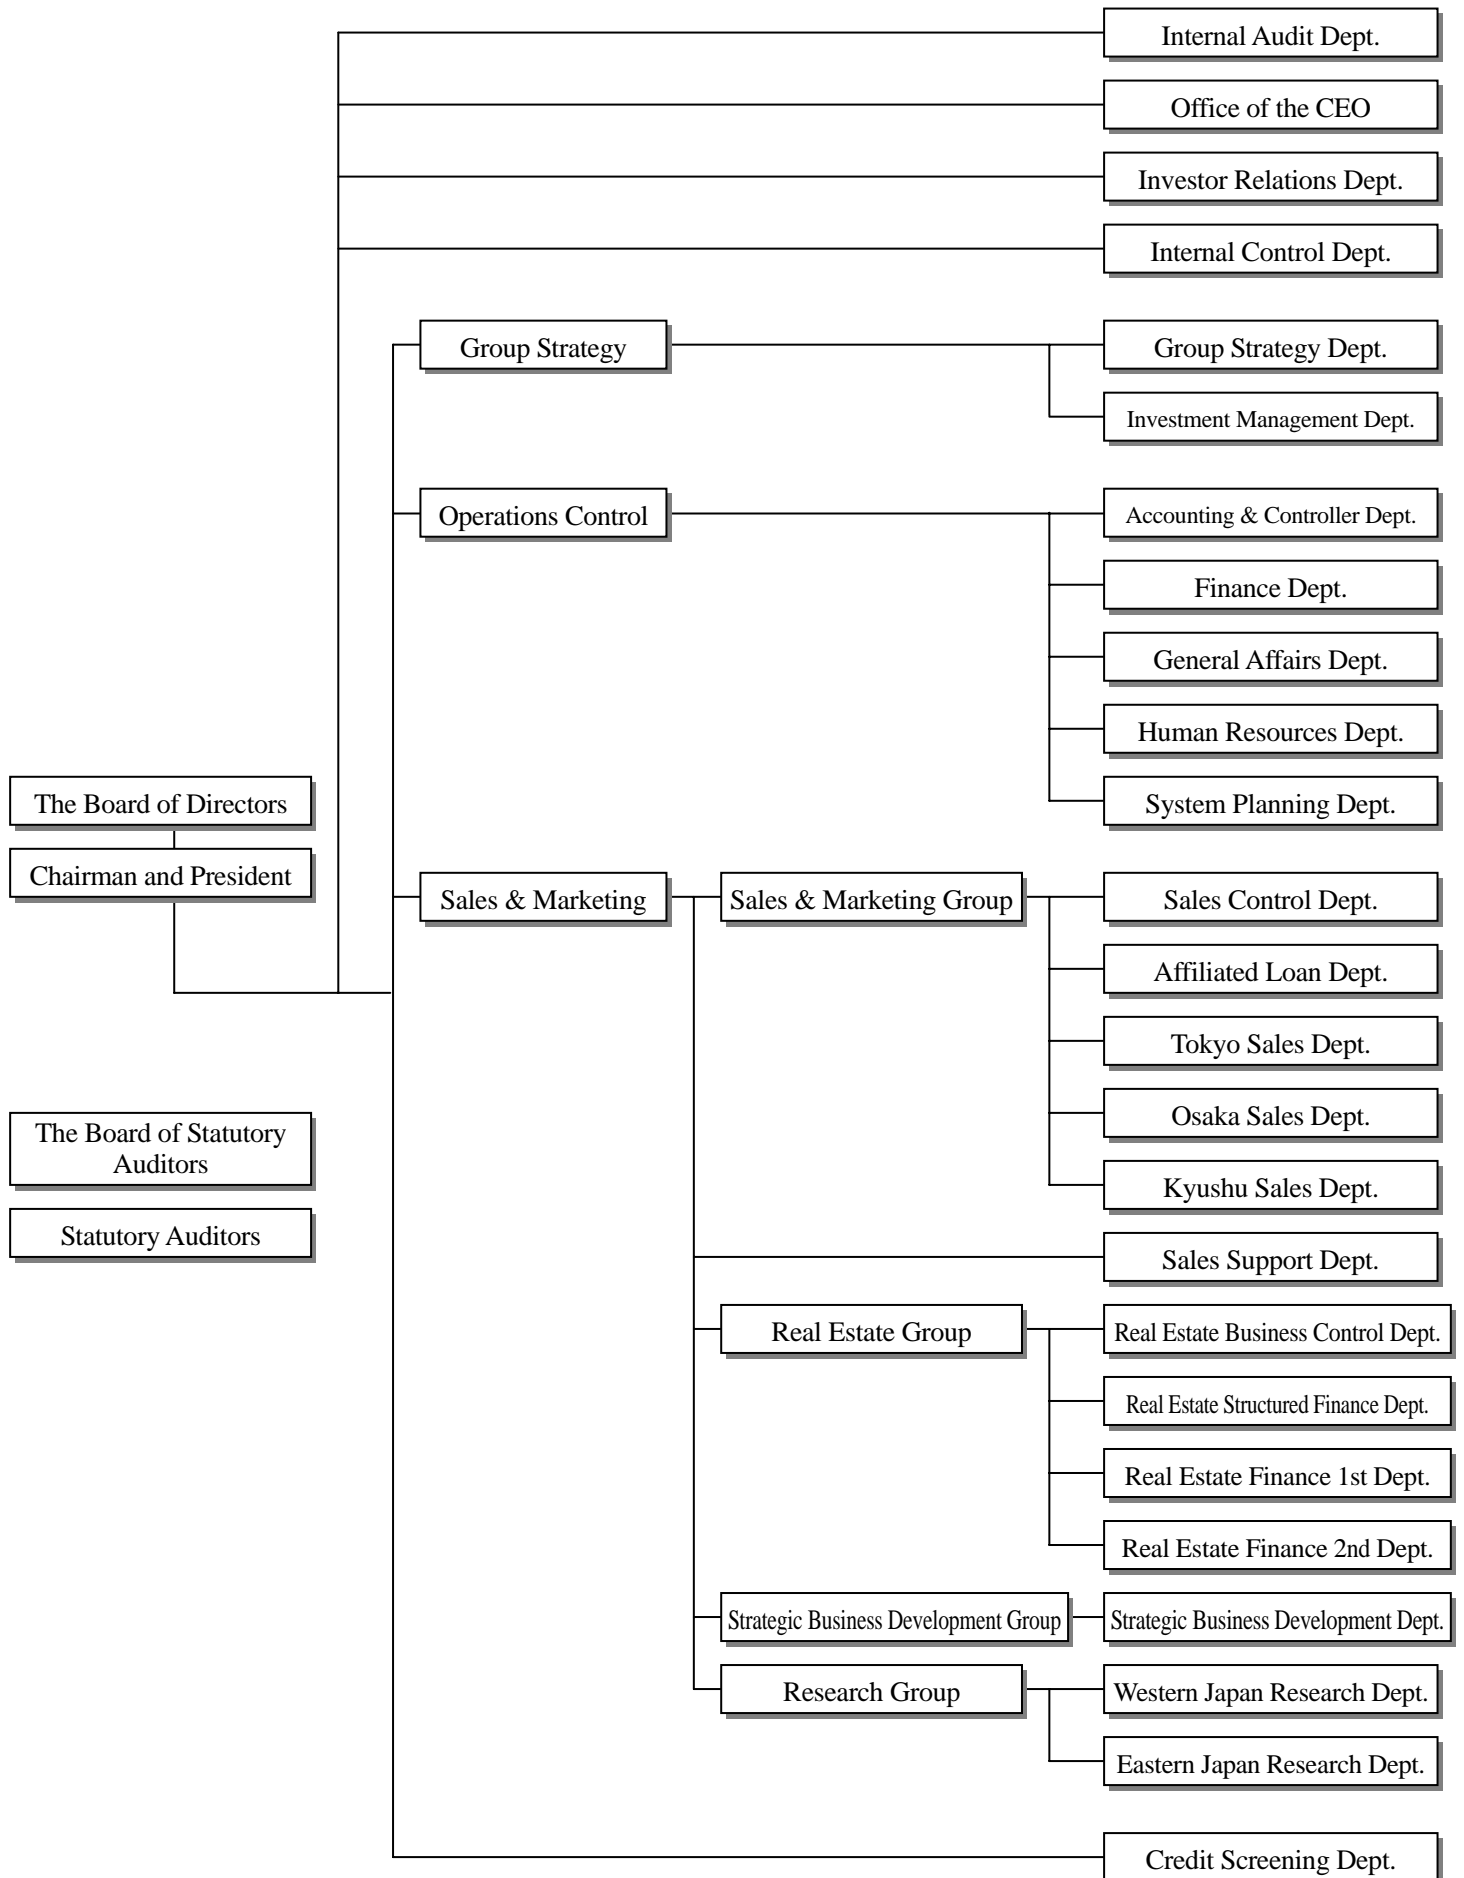 Internal Audit Dept.
Office of the CEO
Investor Relations Dept.
Internal Control Dept.
Group Strategy
Group Strategy Dept.
Investment Management Dept.
Operations Control
Accounting & Controller Dept.
Finance Dept.
General Affairs Dept.
Human Resources Dept.
The Board of Directors
System Planning Dept.
Chairman and President
Sales & Marketing
Sales & Marketing Group
Sales Control Dept.
Affiliated Loan Dept.
Tokyo Sales Dept.
Osaka Sales Dept.
The Board of Statutory
Auditors
Kyushu Sales Dept.
Statutory Auditors
Sales Support Dept.
Real Estate Group
Real Estate Business Control Dept.
Real Estate Structured Finance Dept.
Real Estate Finance 1st Dept.
Real Estate Finance 2nd Dept.
Strategic Business Development Group
Strategic Business Development Dept.
Research Group
Western Japan Research Dept.
Eastern Japan Research Dept.
Credit Screening Dept.